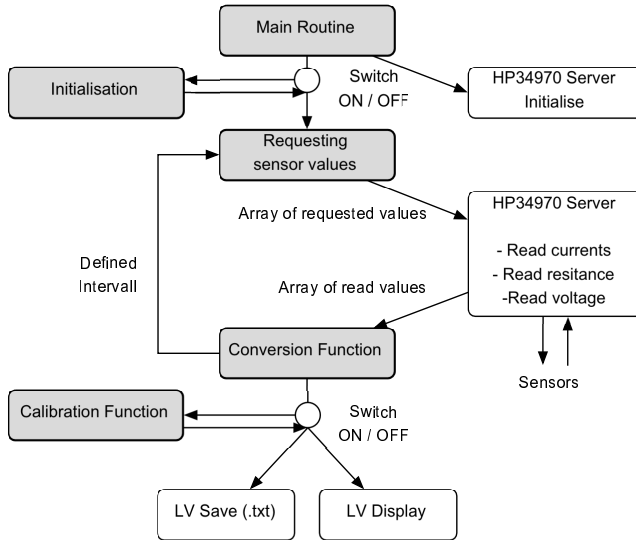 Main Routine
Initialisation
Switch
ON / OFF
HP34970 Server
Initialise
Requesting
sensor values
Array of requested values
HP34970 Server
- Read currents
- Read resitance
-Read voltage
Defined
Intervall
Array of read values
Conversion Function
Sensors
Calibration Function
Switch
ON / OFF
LV Save (.txt)
LV Display